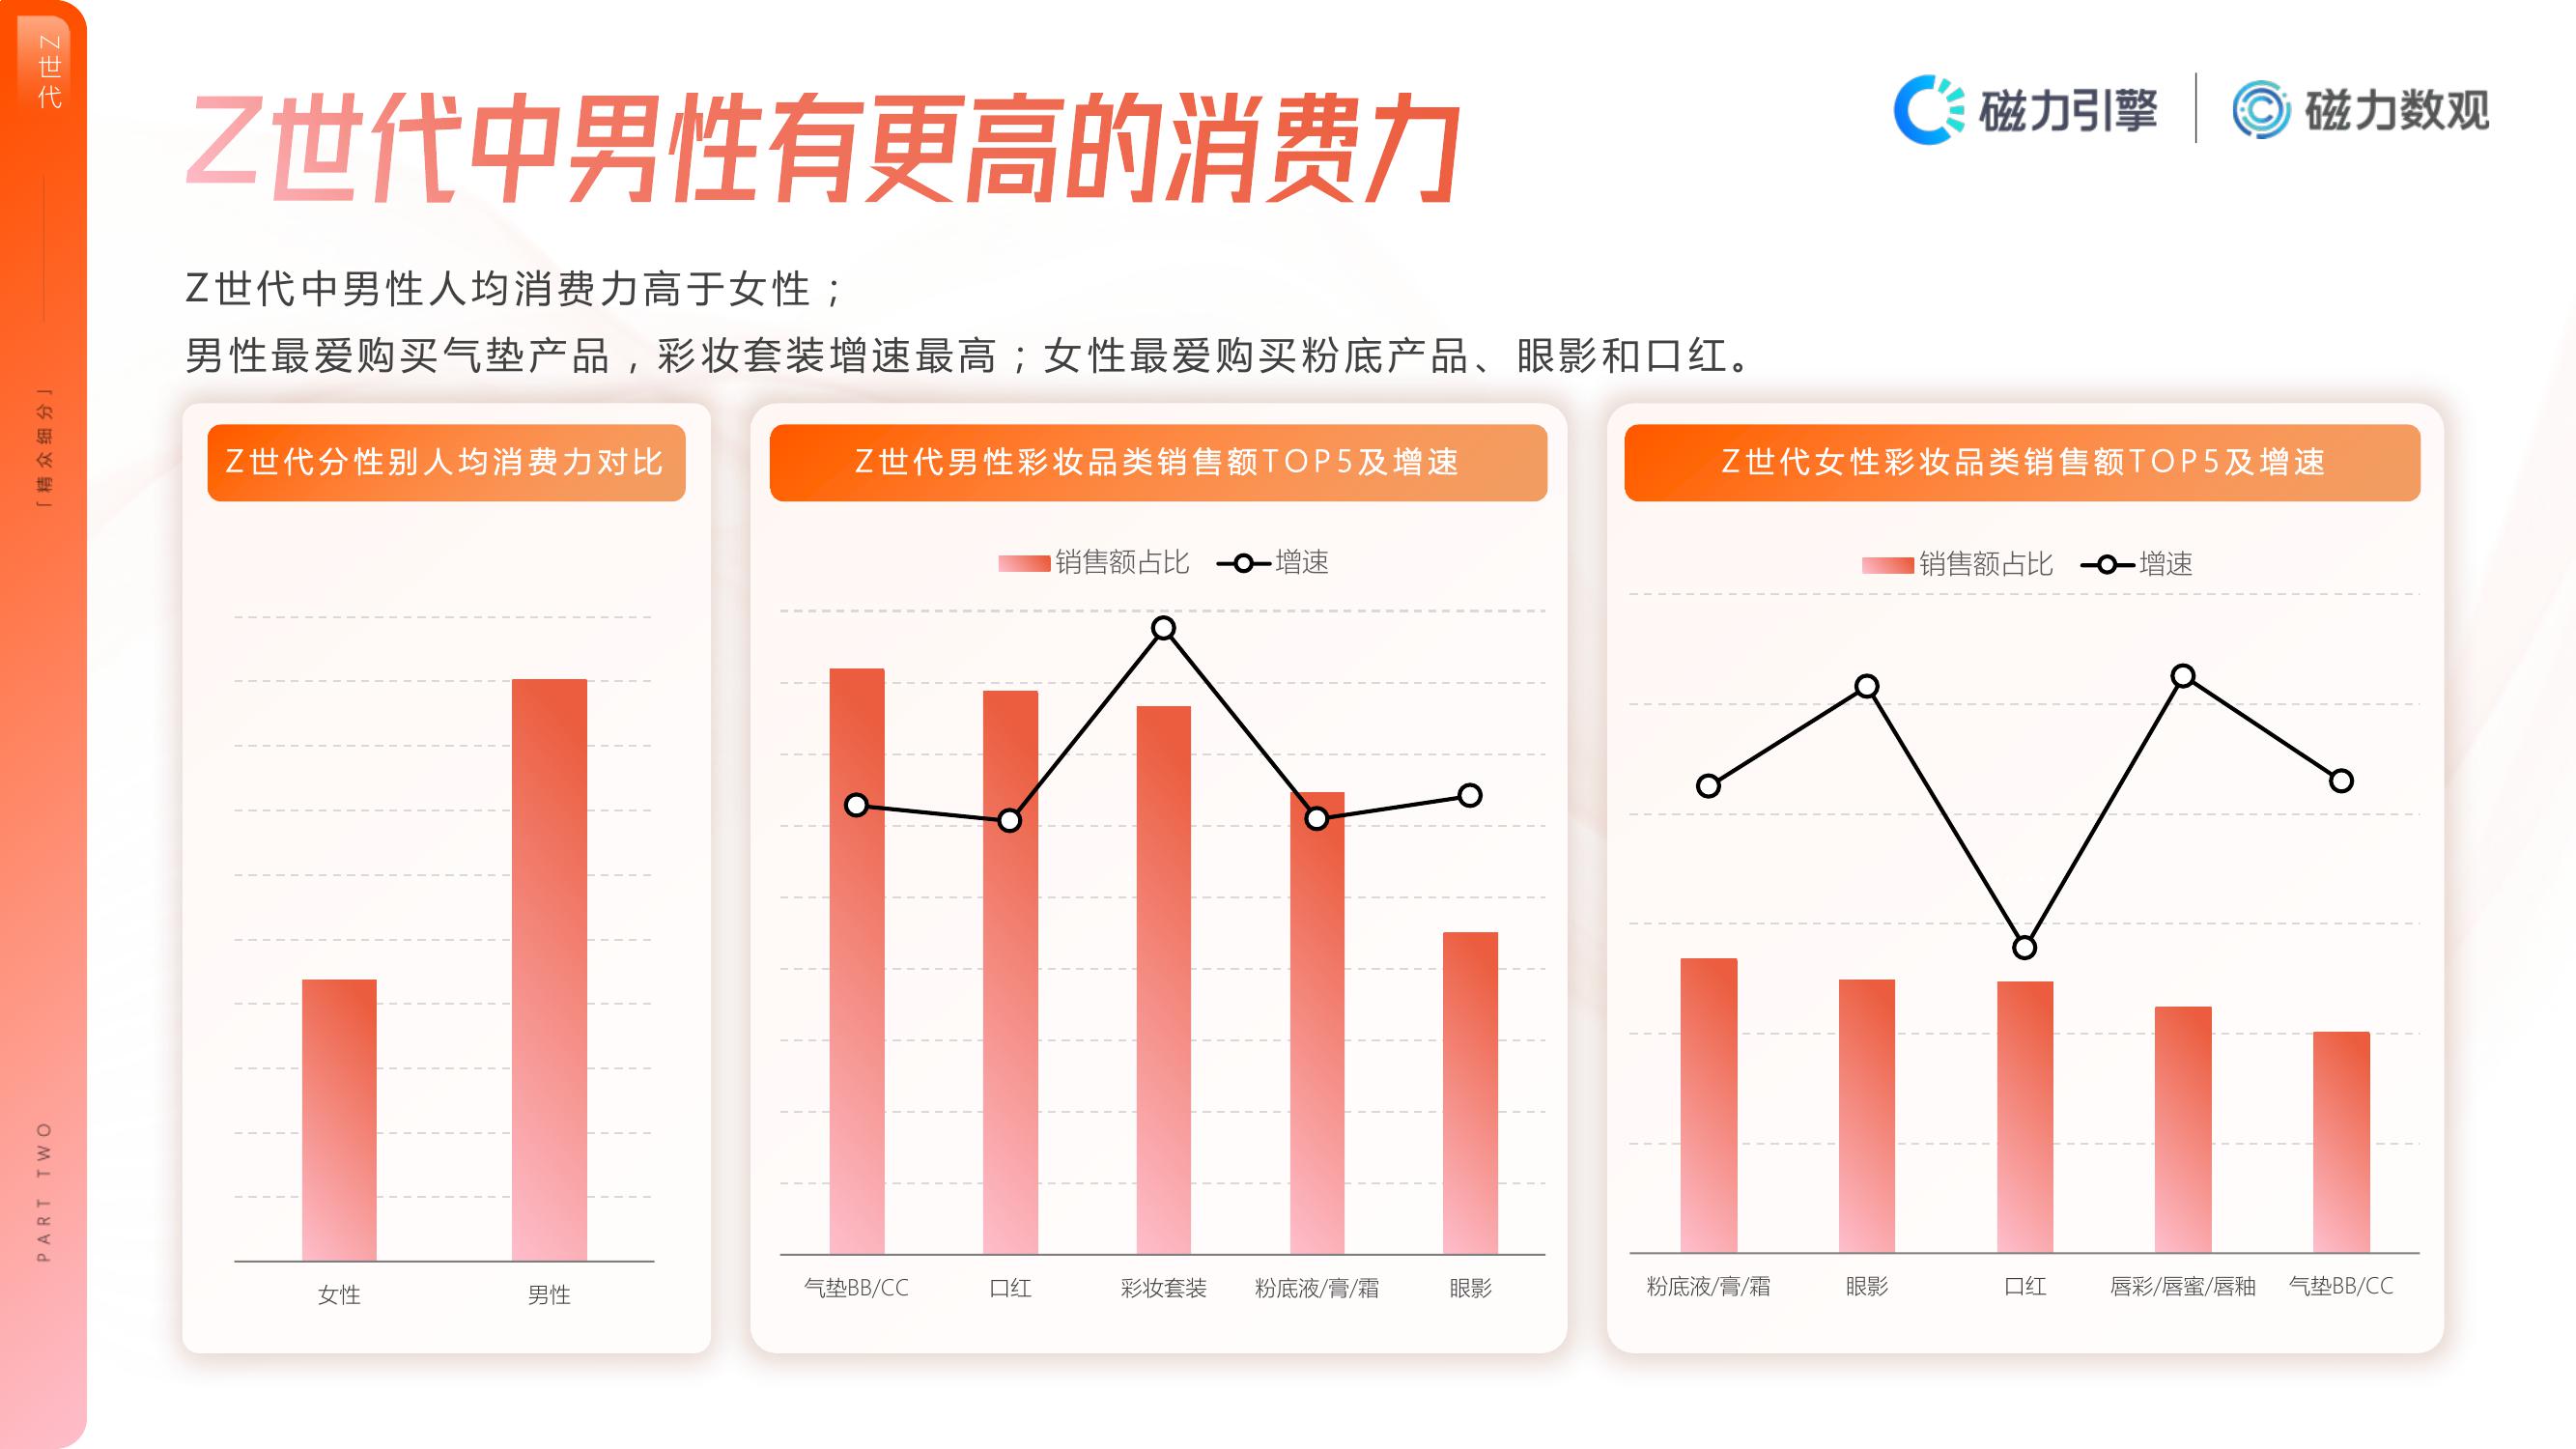 Z世代
「精众细分」
PART TWO
Z世代中男性有更高的消费力
磁力引擎
磁力数观
Z世代中男性人均消费力高于女性；
男性最爱购买气垫产品，彩妆套装增速最高；女性最爱购买粉底产品、眼影和口红。
Z世代分性别人均消费力对比
女性
男性
Z世代男性彩妆品类销售额TOP5及增速
销售额占比
增速
气垫BB/CC
口红
彩妆套装
粉底液/膏/霜
眼影
Z世代女性彩妆品类销售额TOP5及增速
销售额占比
增速
粉底液/膏/霜
眼影
口红
唇彩/唇蜜/唇釉
气垫BB/CC